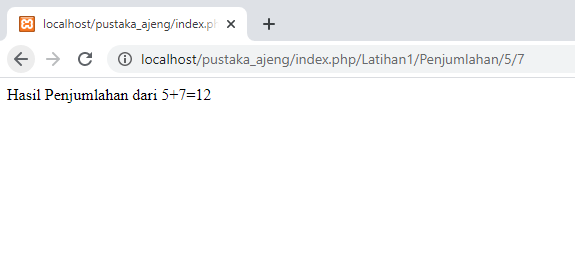 localhost/pustaka_ajeng/index.ph
localhost/pustaka_ajeng/index.php/Latihan1/Penjumlahan/5/7
Hasil Penjumlahan dari 5+7=12